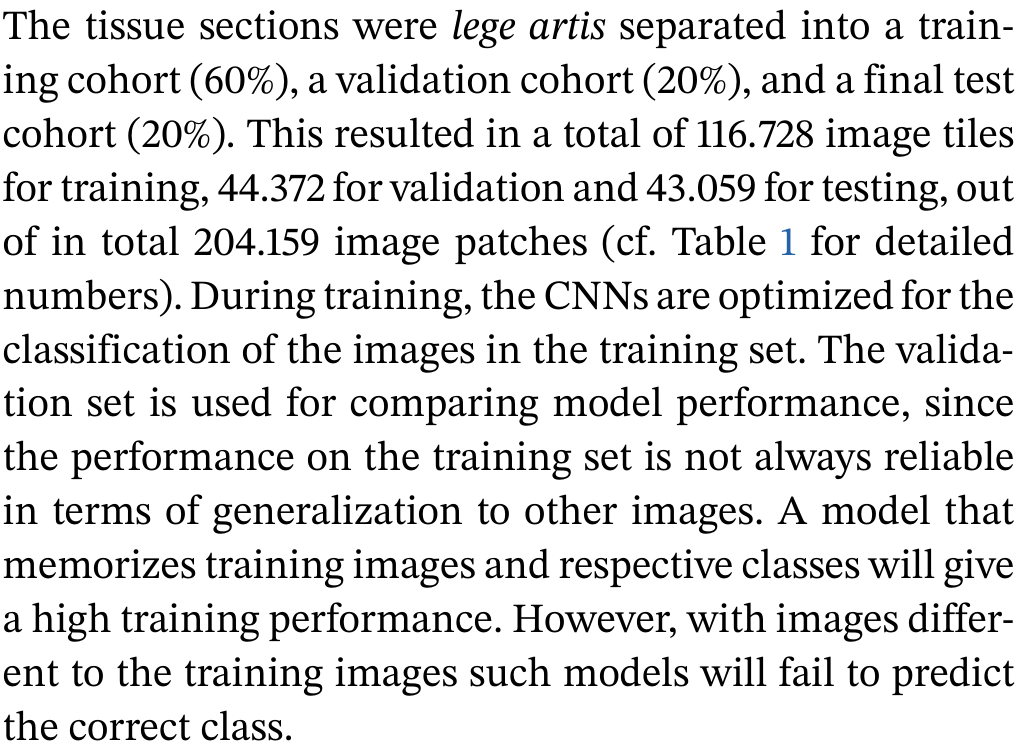 The tissue sections were lege artis separated into a train-
ing cohort (60%), a validation cohort (20%), and a final test
cohort (20%). This resulted in a total of 116.728 image tiles
for training, 44.372 for validation and 43.059 for testing, out
of in total 204.159 image patches (cf. Table 1 for detailed
numbers). During training, the CNNs are optimized for the
classification of the images in the training set. The valida-
tion set is used for comparing model performance, since
the performance on the training set is not always reliable
in terms of generalization to other images. A model that
memorizes training images and respective classes will give
a high training performance. However, with images differ-
ent to the training images such models will fail to predict
the correct class.